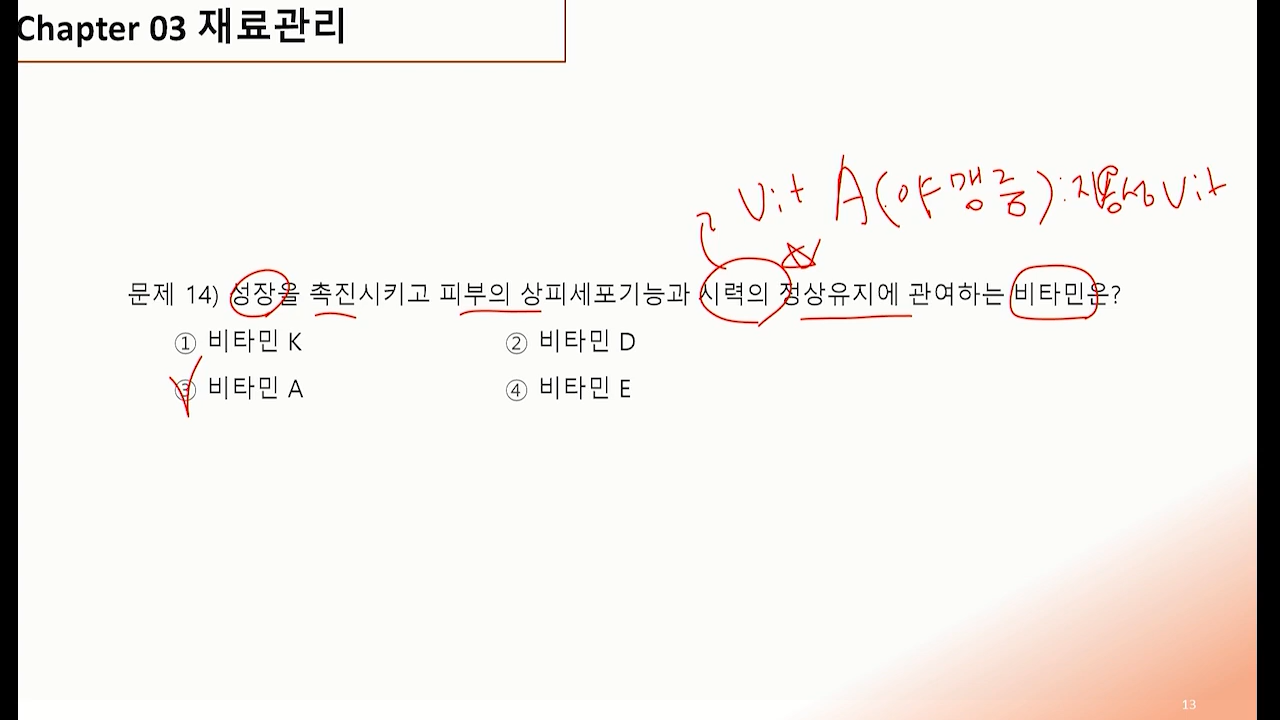 Chapter 03 재료관리
Vit A(야맹증):지용성 Vit
문제 14) 성장을 촉진시키고 피부의 상피세포기능과 시력의 정상유지에 관여하는 비타민은?
① 비타민 K ② 비타민 D
③ 비타민 A ④ 비타민 E
13